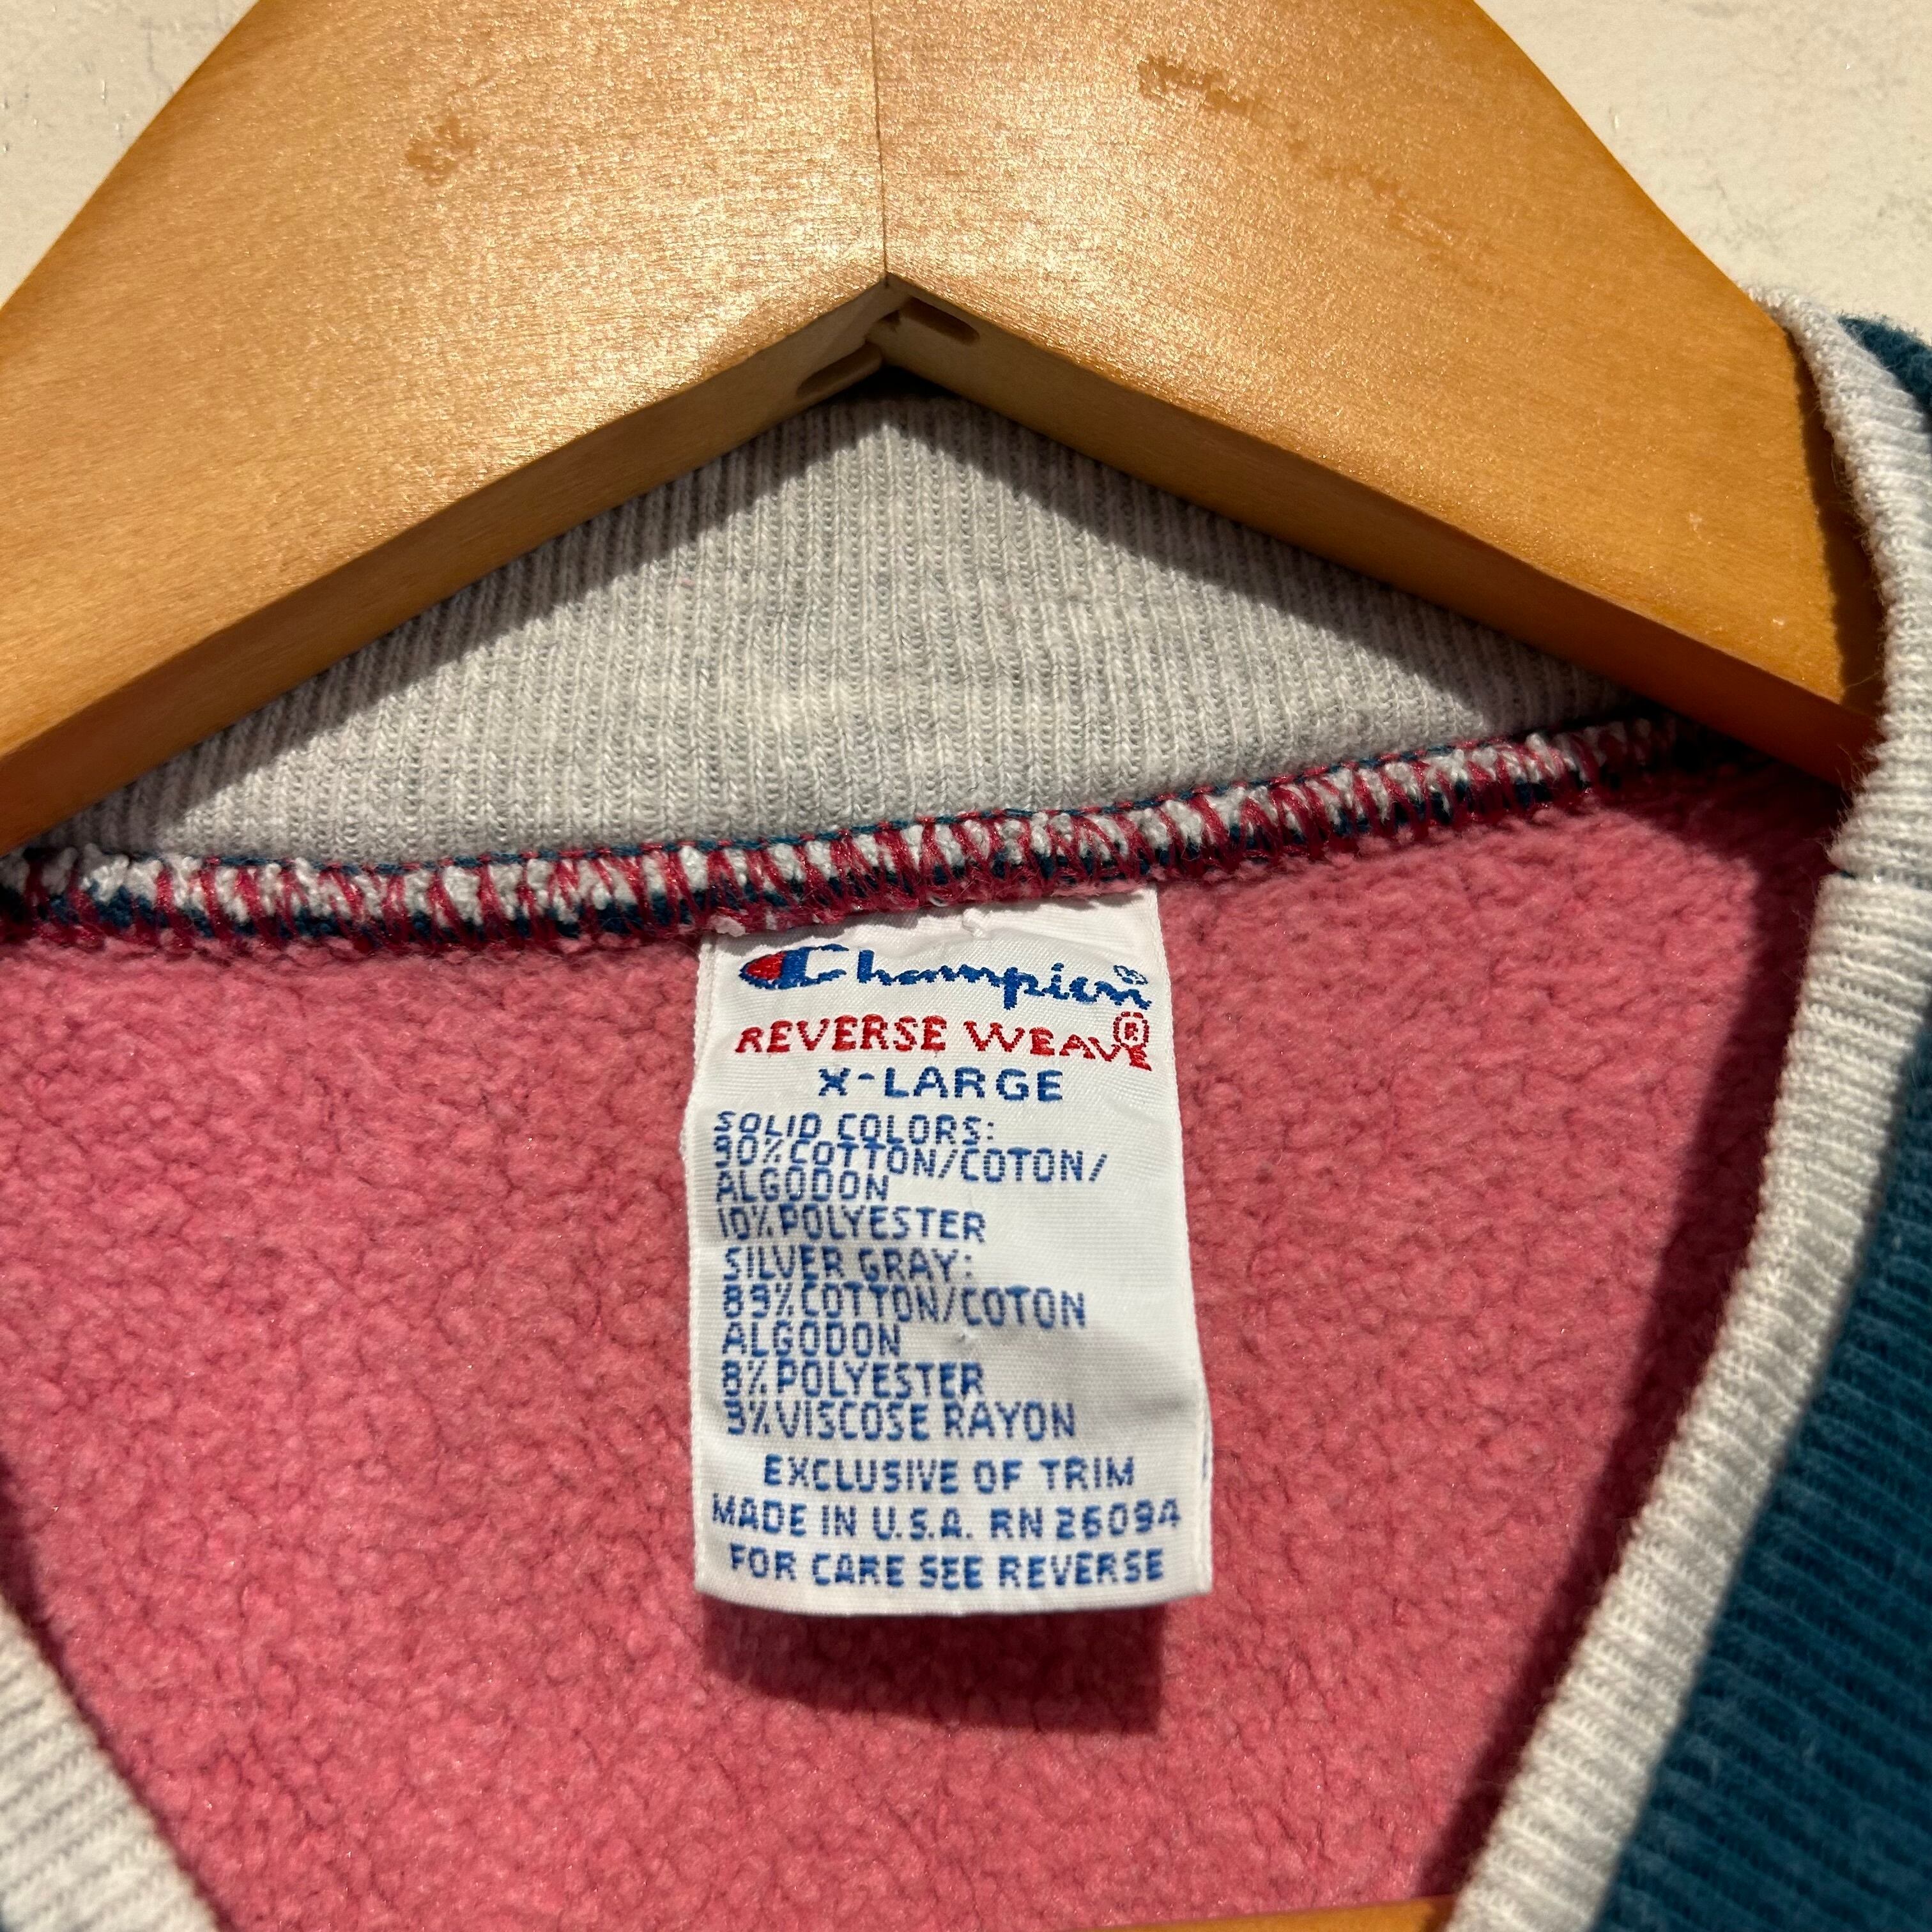 Champion®
REVERSE WEAVE®
X-LARGE
SOLID COLORS:
90% COTTON/COTON/
ALGODON
10% POLYESTER
SILVER GRAY:
89% COTTON/COTON
ALGODON
8% POLYESTER
3% VISCOSE RAYON
EXCLUSIVE OF TRIM
MADE IN U.S.A. RN 26094
FOR CARE SEE REVERSE